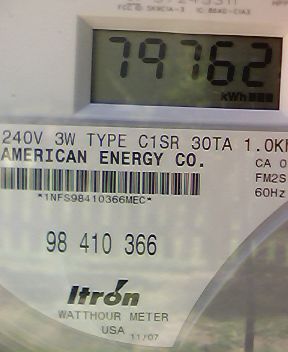 79762
kWh
240V 3W TYPE C1SR 30TA 1.0K
AMERICAN ENERGY CO.
CA 0
FM2S
60Hz
*1NFS98410366MEC*
98 410 366
Itrón
WATTHOUR METER
USA 11/07